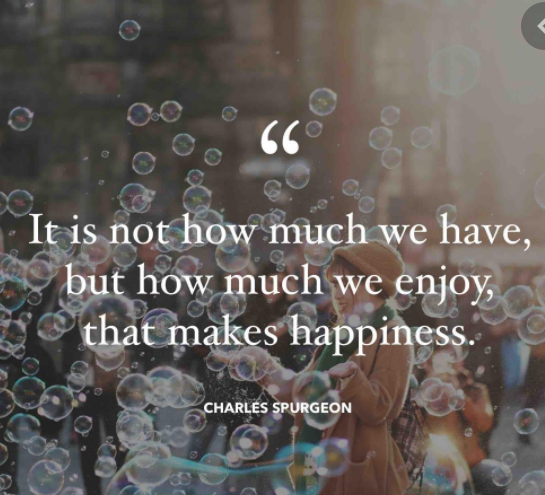 “
It is not how much we have,
but how much we enjoy,
that makes happiness.
CHARLES SPURGEON